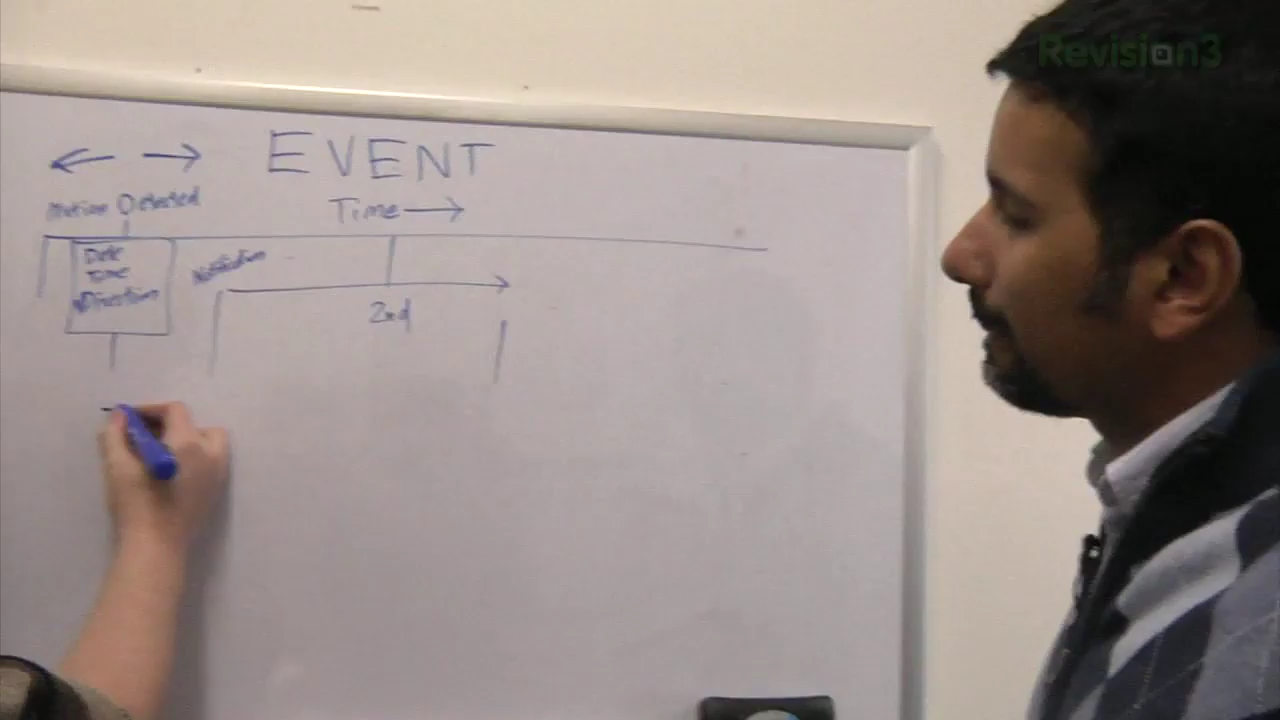 Revision3
EVENT
Motion Detected
Time
Date
Time
Direction
Notification
2nd